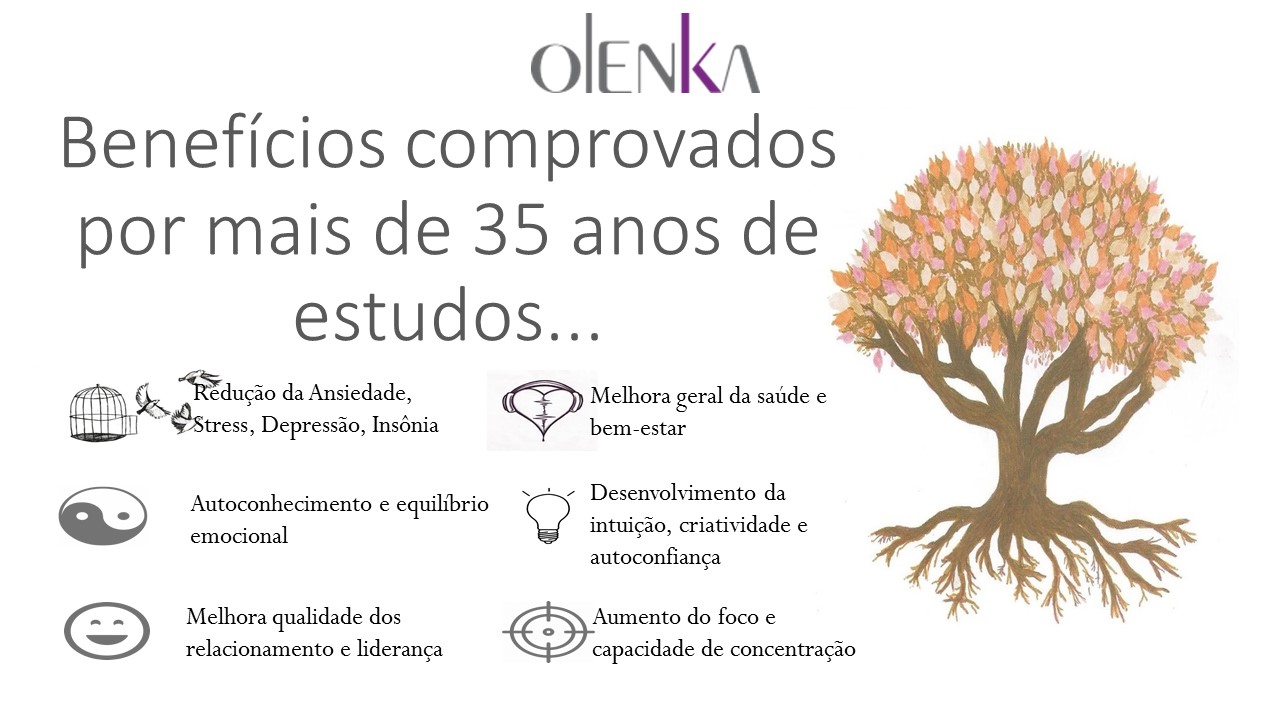 OlENKA
Benefícios comprovados
por mais de 35 anos de
estudos...
Redução da Ansiedade,
Stress, Depressão, Insônia
Melhora geral da saúde e
bem-estar
Autoconhecimento e equilíbrio
emocional
Desenvolvimento da
intuição, criatividade e
autoconfiança
Melhora qualidade dos
relacionamento e liderança
Aumento do foco e
capacidade de concentração